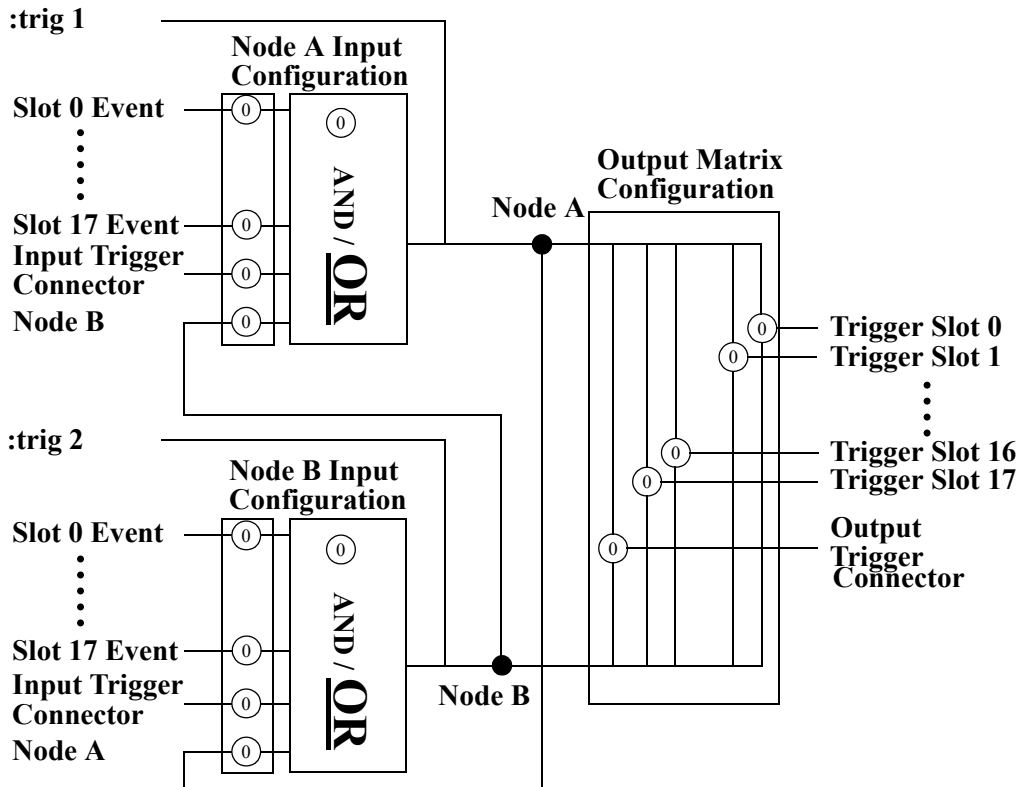 :trig 1
Node A Input
Configuration
Slot 0 Event
0
0
AND / OR
Slot 17 Event
0
Input Trigger
Connector
0
Node B
0
Output Matrix
Configuration
Node A
0
Trigger Slot 0
0
Trigger Slot 1
0
Trigger Slot 16
0
Trigger Slot 17
0
Output
Trigger
Connector
:trig 2
Node B Input
Configuration
Slot 0 Event
0
0
AND / OR
Slot 17 Event
0
Input Trigger
Connector
0
Node A
0
Node B